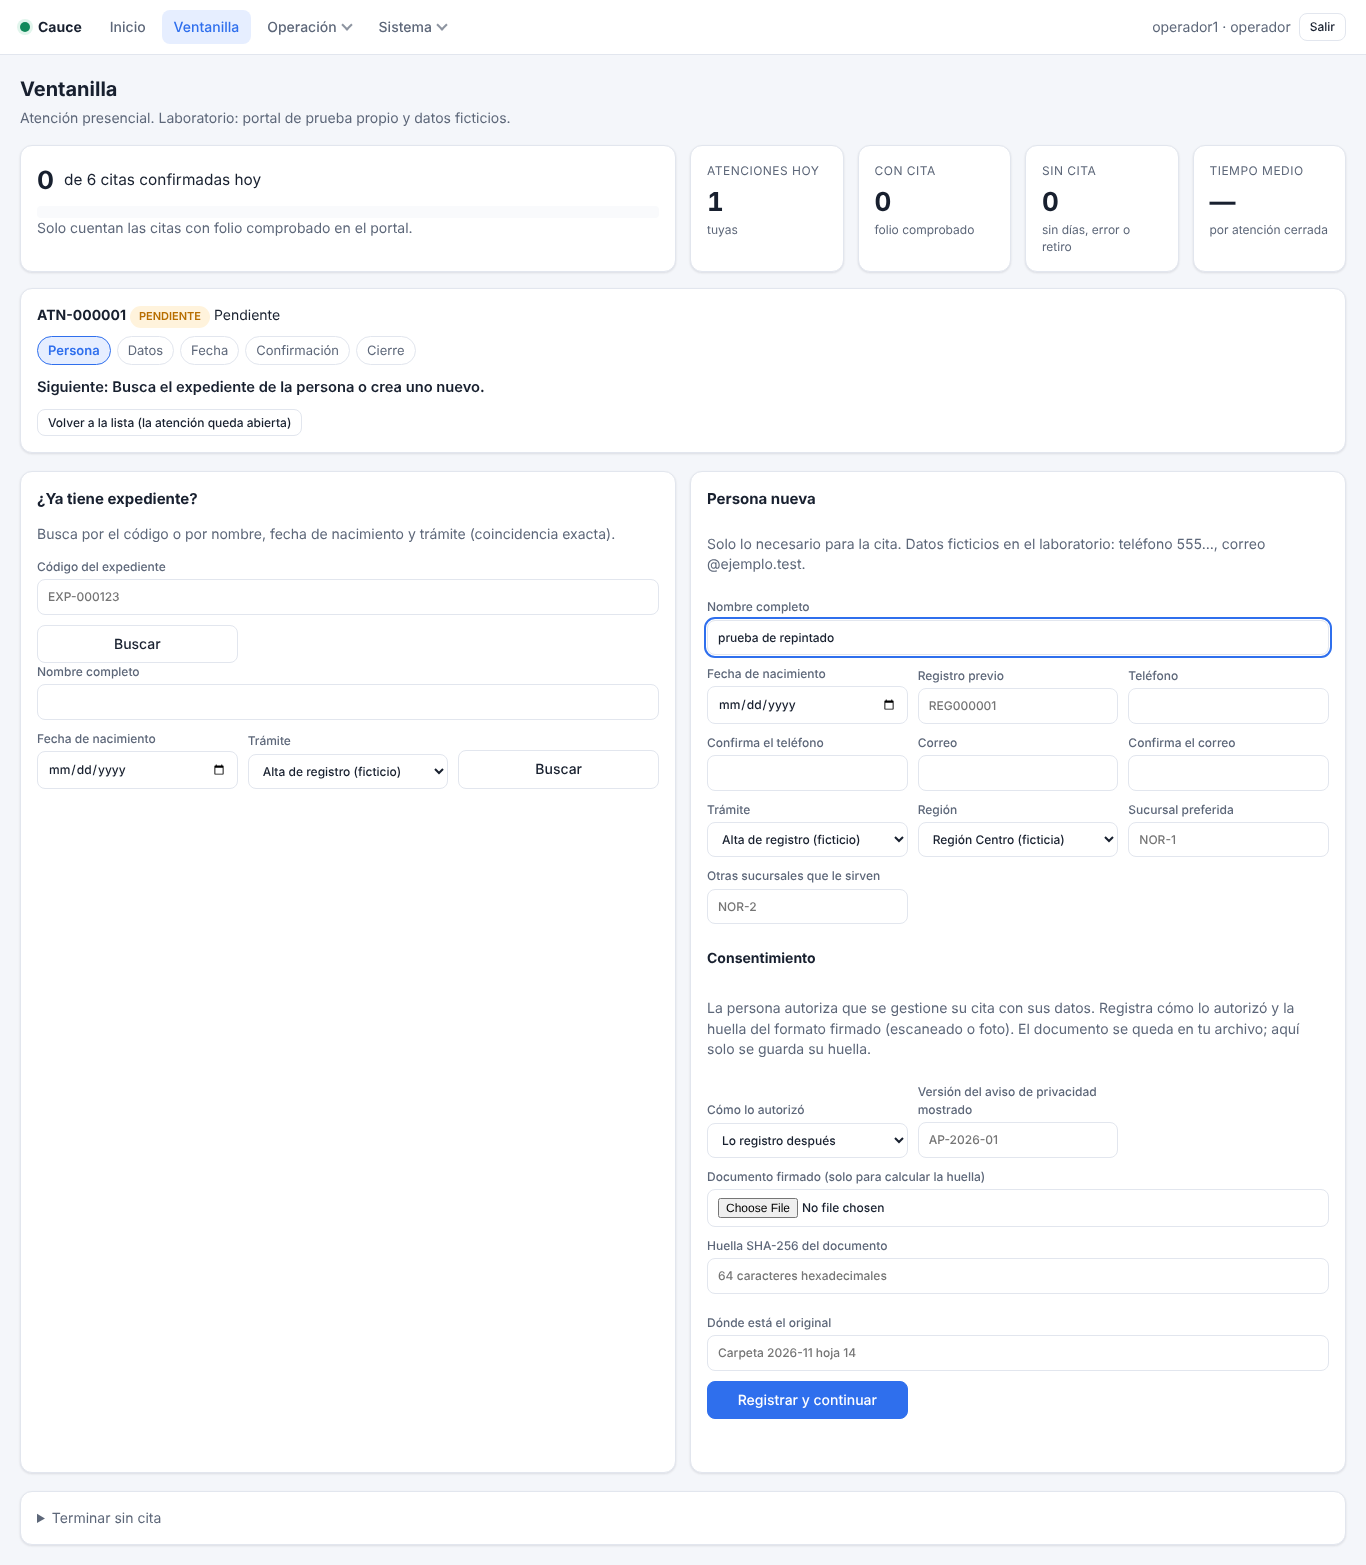 Cauce
Inicio
Ventanilla
Operación
Sistema
operador1 · operador
Salir
Ventanilla
Atención presencial. Laboratorio: portal de prueba propio y datos ficticios.
0 de 6 citas confirmadas hoy
Solo cuentan las citas con folio comprobado en el portal.
ATENCIONES HOY
1
tuyas
CON CITA
0
folio comprobado
SIN CITA
0
sin días, error o
retiro
TIEMPO MEDIO
—
por atención cerrada
ATN-000001 PENDIENTE Pendiente
Persona
Datos
Fecha
Confirmación
Cierre
Siguiente: Busca el expediente de la persona o crea uno nuevo.
Volver a la lista (la atención queda abierta)
¿Ya tiene expediente?
Busca por el código o por nombre, fecha de nacimiento y trámite (coincidencia exacta).
Código del expediente
EXP-000123
Buscar
Nombre completo
Fecha de nacimiento
Trámite
mm/dd/yyyy
Alta de registro (ficticio)
Buscar
Persona nueva
Solo lo necesario para la cita. Datos ficticios en el laboratorio: teléfono 555..., correo
@ejemplo.test.
Nombre completo
prueba de repintado
Fecha de nacimiento
Registro previo
Teléfono
mm/dd/yyyy
REG000001
Confirma el teléfono
Correo
Confirma el correo
Trámite
Región
Sucursal preferida
Alta de registro (ficticio)
Región Centro (ficticia)
NOR-1
Otras sucursales que le sirven
NOR-2
Consentimiento
La persona autoriza que se gestione su cita con sus datos. Registra cómo lo autorizó y la
huella del formato firmado (escaneado o foto). El documento se queda en tu archivo; aquí
solo se guarda su huella.
Cómo lo autorizó
Versión del aviso de privacidad
mostrado
Lo registro después
AP-2026-01
Documento firmado (solo para calcular la huella)
Choose File No file chosen
Huella SHA-256 del documento
64 caracteres hexadecimales
Dónde está el original
Carpeta 2026-11 hoja 14
Registrar y continuar
Terminar sin cita